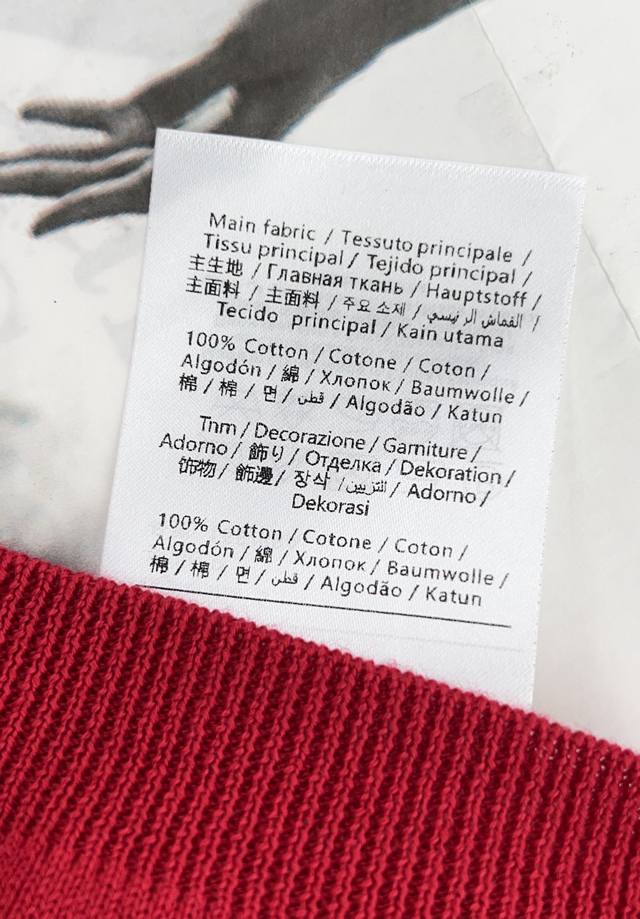 Main fabric / Tessuto principale /
Tissu principal / Tejido principal /
主生地 / Главная ткань / Hauptstoff /
主面料 / 主面料 / 주요 소재 / القماش الرئيسي /
Tecido principal / Kain utama
100% Cotton / Cotone / Coton /
Algodón / 綿 / Хлопок / Baumwolle /
棉 / 棉 / 면 / قطن / Algodão / Katun
Tnm / Decorazione / Garniture /
Adorno / 飾り / Отделка / Dekoration /
饰物 / 飾邊 / 장식 / التزيين / Adorno /
Dekorasi
100% Cotton / Cotone / Coton /
Algodón / 綿 / Хлопок / Baumwolle /
棉 / 棉 / 면 / قطن / Algodão / Katun